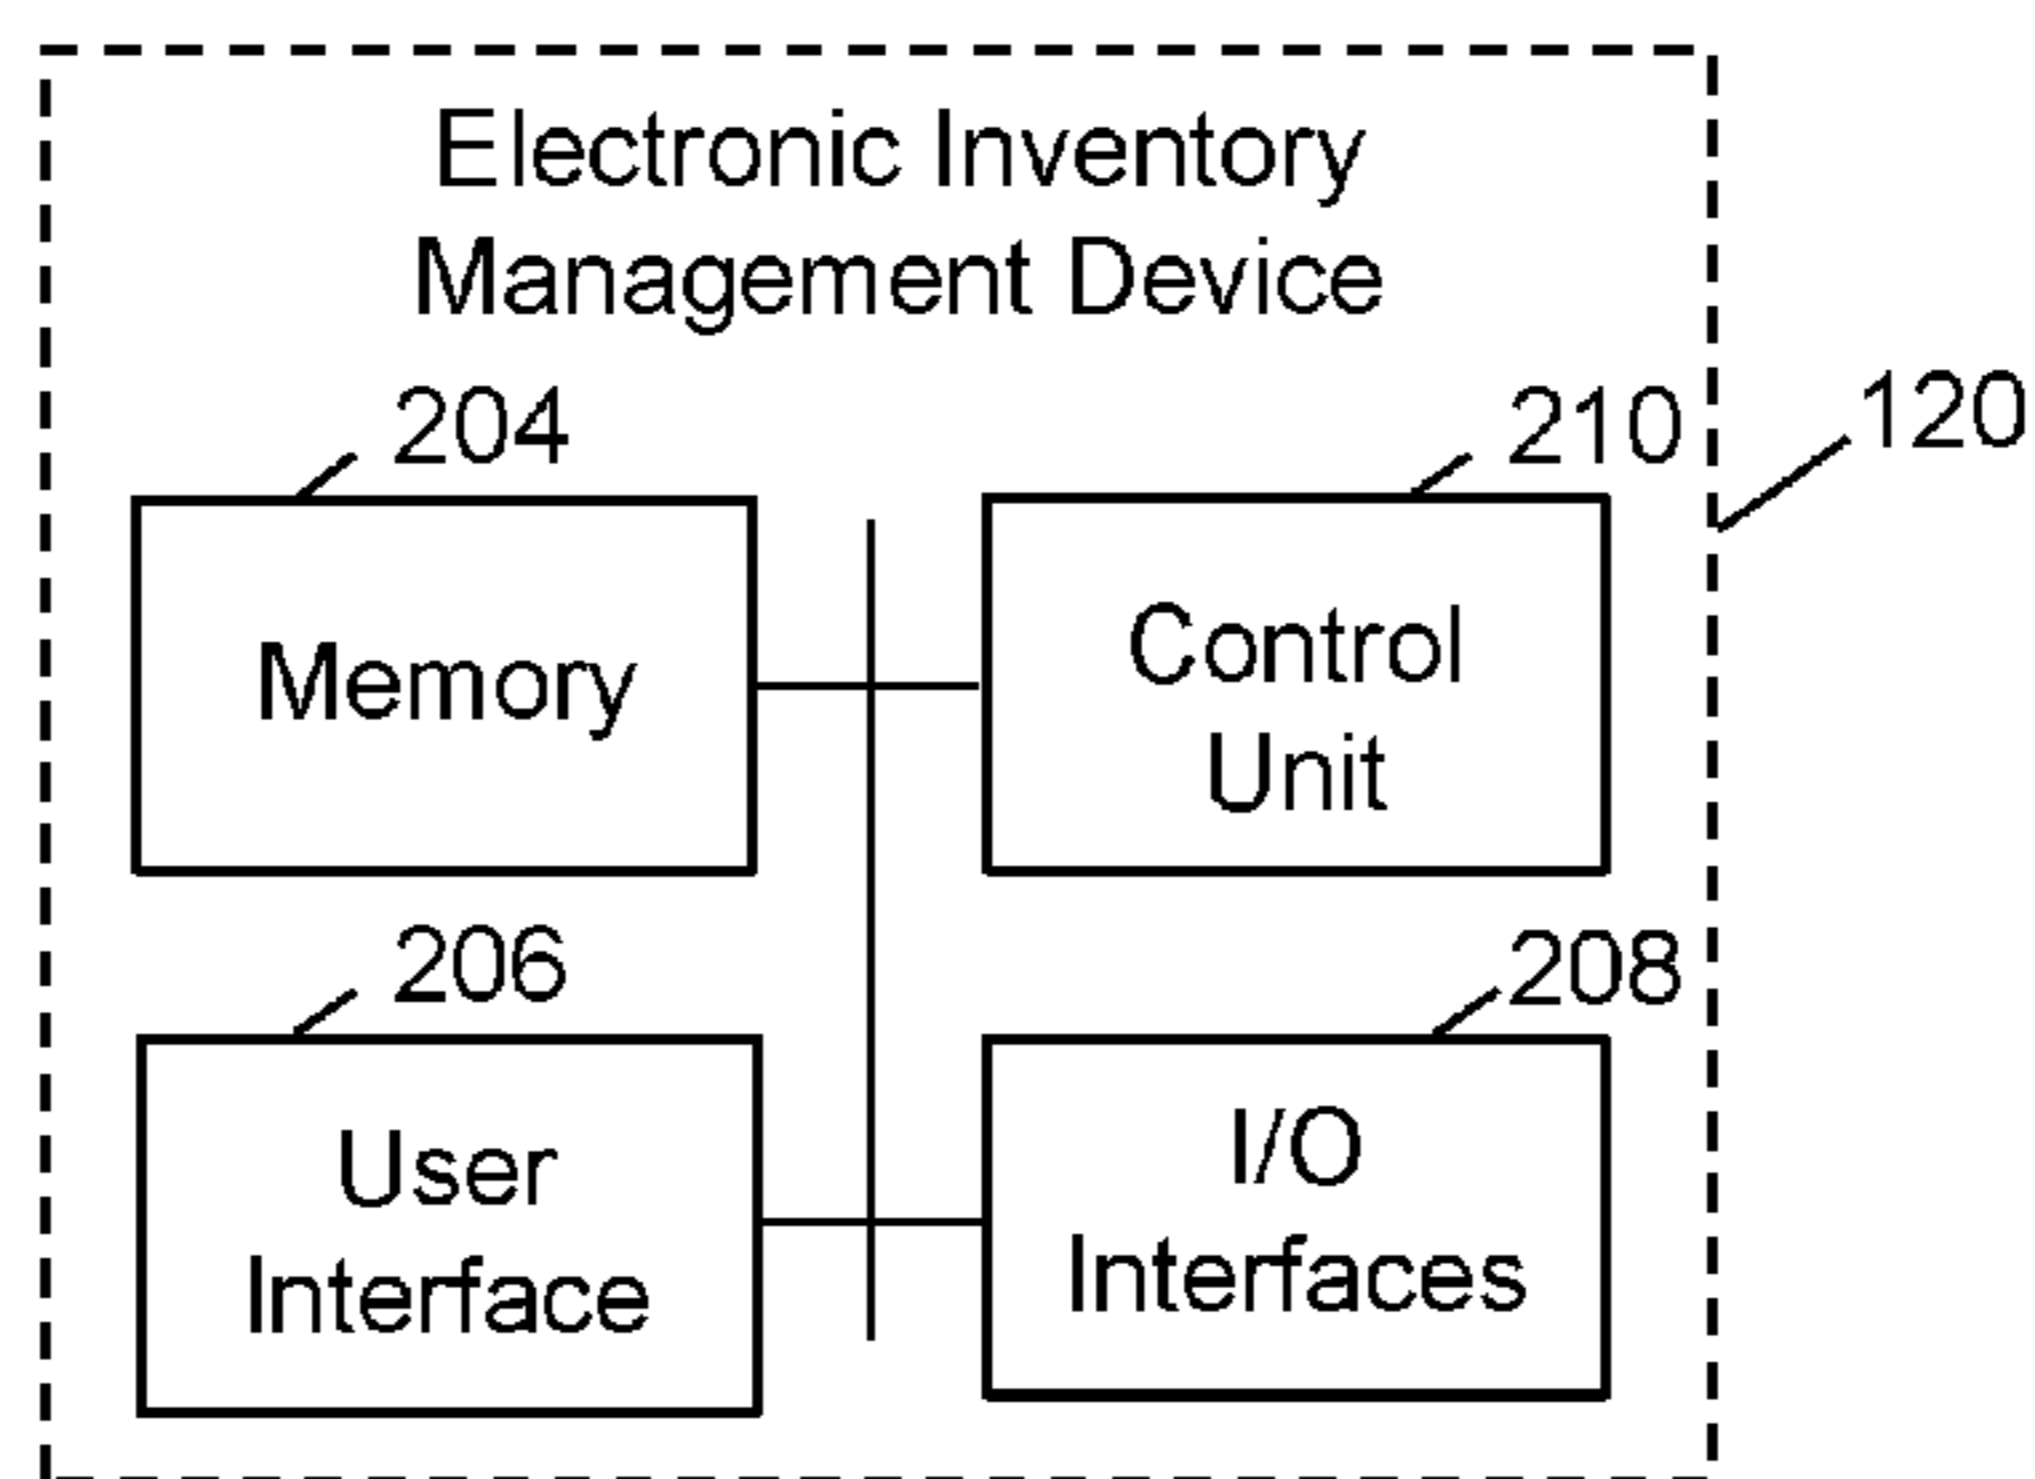 Electronic Inventory
Management Device
204
210
120
Memory
Control
Unit
206
208
User
Interface
I/O
Interfaces